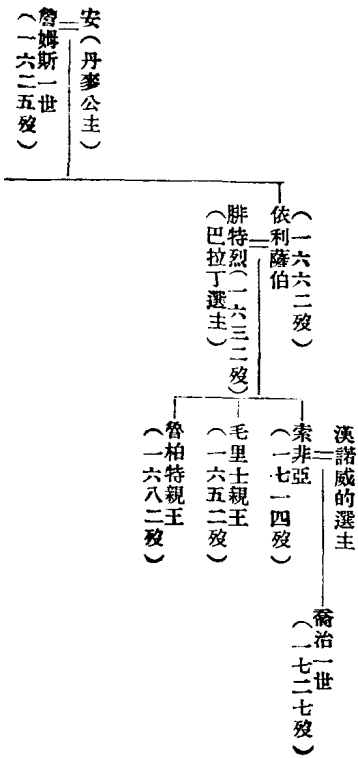 漢諾威的選主
喬治一世
（一七二七歿）
（一六六二歿）
依利薩伯
腓特烈（一六三二歿）
（巴拉丁選主）
索非亞
（一七一四歿）
毛里士親王
（一六五二歿）
魯柏特親王
（一六八二歿）
安（丹麥公主）
詹姆斯一世
（一六二五歿）